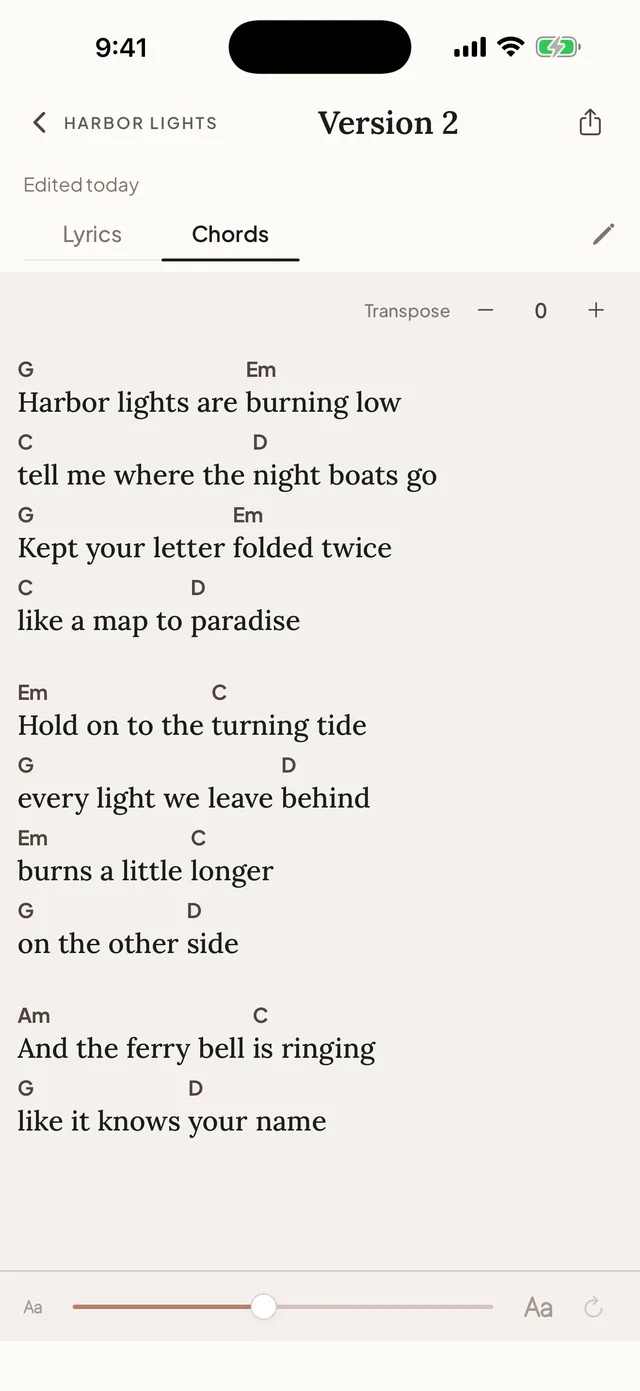 9:41
HARBOR LIGHTS Version 2
Edited today
Lyrics Chords
Transpose − 0 +
G Em
Harbor lights are burning low
C D
tell me where the night boats go
G Em
Kept your letter folded twice
C D
like a map to paradise
Em C
Hold on to the turning tide
G D
every light we leave behind
Em C
burns a little longer
G D
on the other side
Am C
And the ferry bell is ringing
G D
like it knows your name
Aa Aa